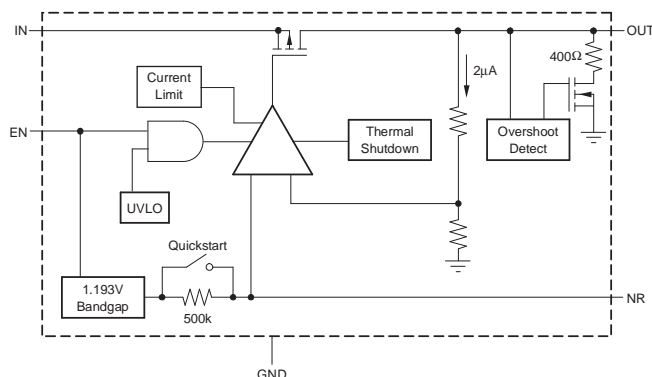 IN
OUT
400Ω
2μA
Current
Limit
EN
Thermal
Shutdown
Overshoot
Detect
UVLO
Quickstart
1.193V
Bandgap
500k
NR
GND